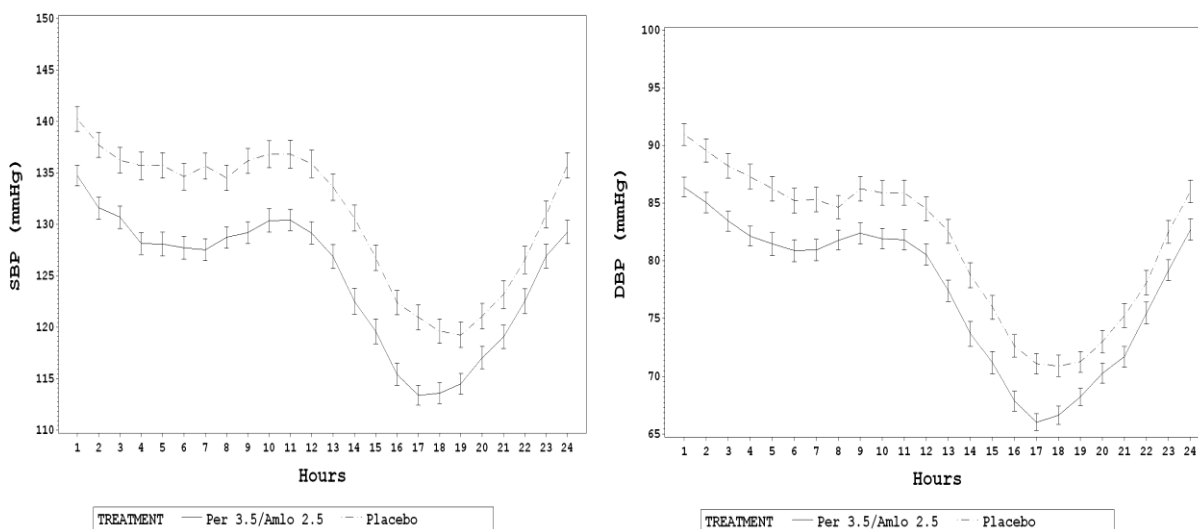 150
145
140
135
130
125
120
115
110
SBP (mmHg)
1 2 3 4 5 6 7 8 9 10 11 12 13 14 15 16 17 18 19 20 21 22 23 24
Hours
TREATMENT Per 3.5/Amlo 2.5 Placebo
100
95
90
85
80
75
70
65
DBP (mmHg)
1 2 3 4 5 6 7 8 9 10 11 12 13 14 15 16 17 18 19 20 21 22 23 24
Hours
TREATMENT Per 3.5/Amlo 2.5 Placebo